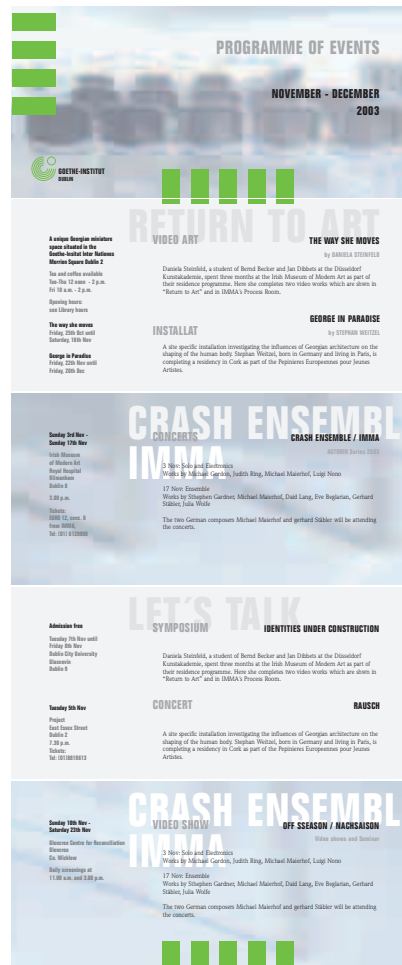 PROGRAMME OF EVENTS
NOVEMBER - DECEMBER
2003
GOETHE-INSTITUT
DUBLIN
RETURN TO ART
A unique Georgian miniature
space situated in the
Goethe-Insitut Inter Nationes
Merrion Square Dublin 2
Tea and coffee available
Tue-Thu 12 noon - 2 p.m.
Fri 10 a.m. - 2 p.m.
Opening hours:
see Library hours
The way she moves
Friday, 25th Oct until
Saturday, 16th Nov
George in Paradise
Friday, 22th Nov until
Friday, 20th Dec
VIDEO ART
THE WAY SHE MOVES
by DANIELA STEINFELD
Daniela Steinfeld, a student of Bernd Becker and Jan Dibbets at the Düsseldorf
Kunstakademie, spent three months at the Irish Museum of Modern Art as part of
their residence programme. Here she completes two video works which are shwn in
"Return to Art" and in IMMA's Process Room.
GEORGE IN PARADISE
INSTALLAT
by STEPHAN WEITZEL
A site specific installation investigating the influences of Georgian architecture on the
shaping of the human body. Stephan Weitzel, born in Germany and living in Paris, is
completing a residency in Cork as part of the Pepinieres Europeennes pour Jeunes
Artistes.
CRASH ENSEMBL
IMMA
Sunday 3rd Nov -
Sunday 17th Nov
Irish Museum
of Modern Art
Royal Hospital
Kilmainham
Dublin 8
3.00 p.m.
Tickets:
from IMMA,
CONCERTS
CRASH ENSEMBLE / IMMA
AUTUMN Series 2003
3 Nov: Solo and Electronics
Works by Michael Gordon, Judith Ring, Michael Maierhof, Luigi Nono
17 Nov: Ensemble
Works by Sthephen Gardner, Michael Maierhof, Daid Lang, Eve Beglarian, Gerhard
Stäbler, Julia Wolfe
The two German composers Michael Maierhof and gerhard Stäbler will be attending
the concerts.
LET´S TALK
Admission free
Tuesday 7th Nov until
Friday 8th Nov
Dublin-City University
Glasnevin
Dublin 9
SYMPOSIUM
IDENTITIES UNDER CONSTRUCTION
Daniela Steinfeld, a student of Bernd Becker and Jan Dibbets at the Düsseldorf
Kunstakademie, spent three months at the Irish Museum of Modern Art as part of
their residence programme. Here she completes two video works which are shwn in
"Return to Art" and in IMMA's Process Room.
Tuesday 5th Nov
Project
East Essex Street
Dublin 2
7.30 p.m.
Tickets:
CONCERT
RAUSCH
A site specific installation investigating the influences of Georgian architecture on the
shaping of the human body. Stephan Weitzel, born in Germany and living in Paris, is
completing a residency in Cork as part of the Pepinieres Europeennes pour Jeunes
Artistes.
CRASH ENSEMBL
IMMA
Sunday 10th Nov -
Saturday 23th Nov
Glencree Centre for Reconciliation
Glencree
Co. Wicklow
Daily screenings at
11.00 a.m. and 3.00 p.m.
VIDEO SHOW
OFF SSEASON / NACHSAISON
Video shows and Seminar
3 Nov: Solo and Electronics
Works by Michael Gordon, Judith Ring, Michael Maierhof, Luigi Nono
17 Nov: Ensemble
Works by Sthephen Gardner, Michael Maierhof, Daid Lang, Eve Beglarian, Gerhard
Stäbler, Julia Wolfe
The two German composers Michael Maierhof and gerhard Stäbler will be attending
the concerts.